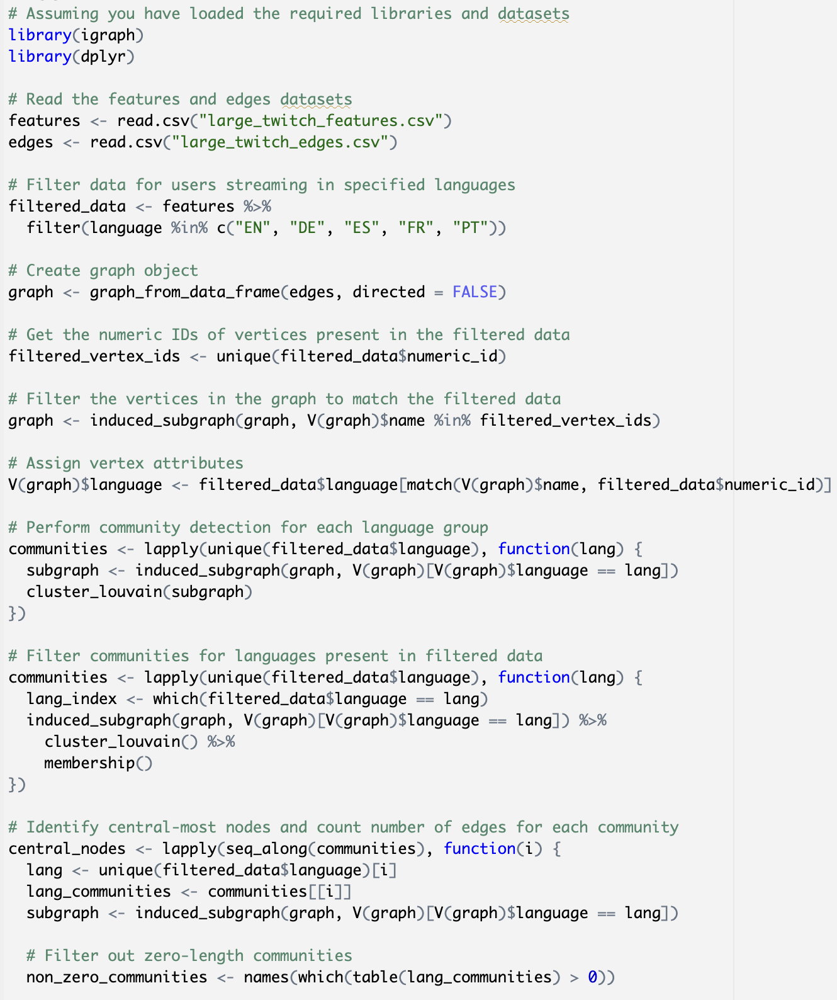 # Assuming you have loaded the required libraries and datasets
library(igraph)
library(dplyr)

# Read the features and edges datasets
features <- read.csv("large_twitch_features.csv")
edges <- read.csv("large_twitch_edges.csv")

# Filter data for users streaming in specified languages
filtered_data <- features %>%
  filter(language %in% c("EN", "DE", "ES", "FR", "PT"))

# Create graph object
graph <- graph_from_data_frame(edges, directed = FALSE)

# Get the numeric IDs of vertices present in the filtered data
filtered_vertex_ids <- unique(filtered_data$numeric_id)

# Filter the vertices in the graph to match the filtered data
graph <- induced_subgraph(graph, V(graph)$name %in% filtered_vertex_ids)

# Assign vertex attributes
V(graph)$language <- filtered_data$language[match(V(graph)$name, filtered_data$numeric_id)]

# Perform community detection for each language group
communities <- lapply(unique(filtered_data$language), function(lang) {
  subgraph <- induced_subgraph(graph, V(graph)[V(graph)$language == lang])
  cluster_louvain(subgraph)
})

# Filter communities for languages present in filtered data
communities <- lapply(unique(filtered_data$language), function(lang) {
  lang_index <- which(filtered_data$language == lang)
  induced_subgraph(graph, V(graph)[V(graph)$language == lang]) %>%
    cluster_louvain() %>%
    membership()
})

# Identify central-most nodes and count number of edges for each community
central_nodes <- lapply(seq_along(communities), function(i) {
  lang <- unique(filtered_data$language)[i]
  lang_communities <- communities[[i]]
  subgraph <- induced_subgraph(graph, V(graph)[V(graph)$language == lang])

  # Filter out zero-length communities
  non_zero_communities <- names(which(table(lang_communities) > 0))